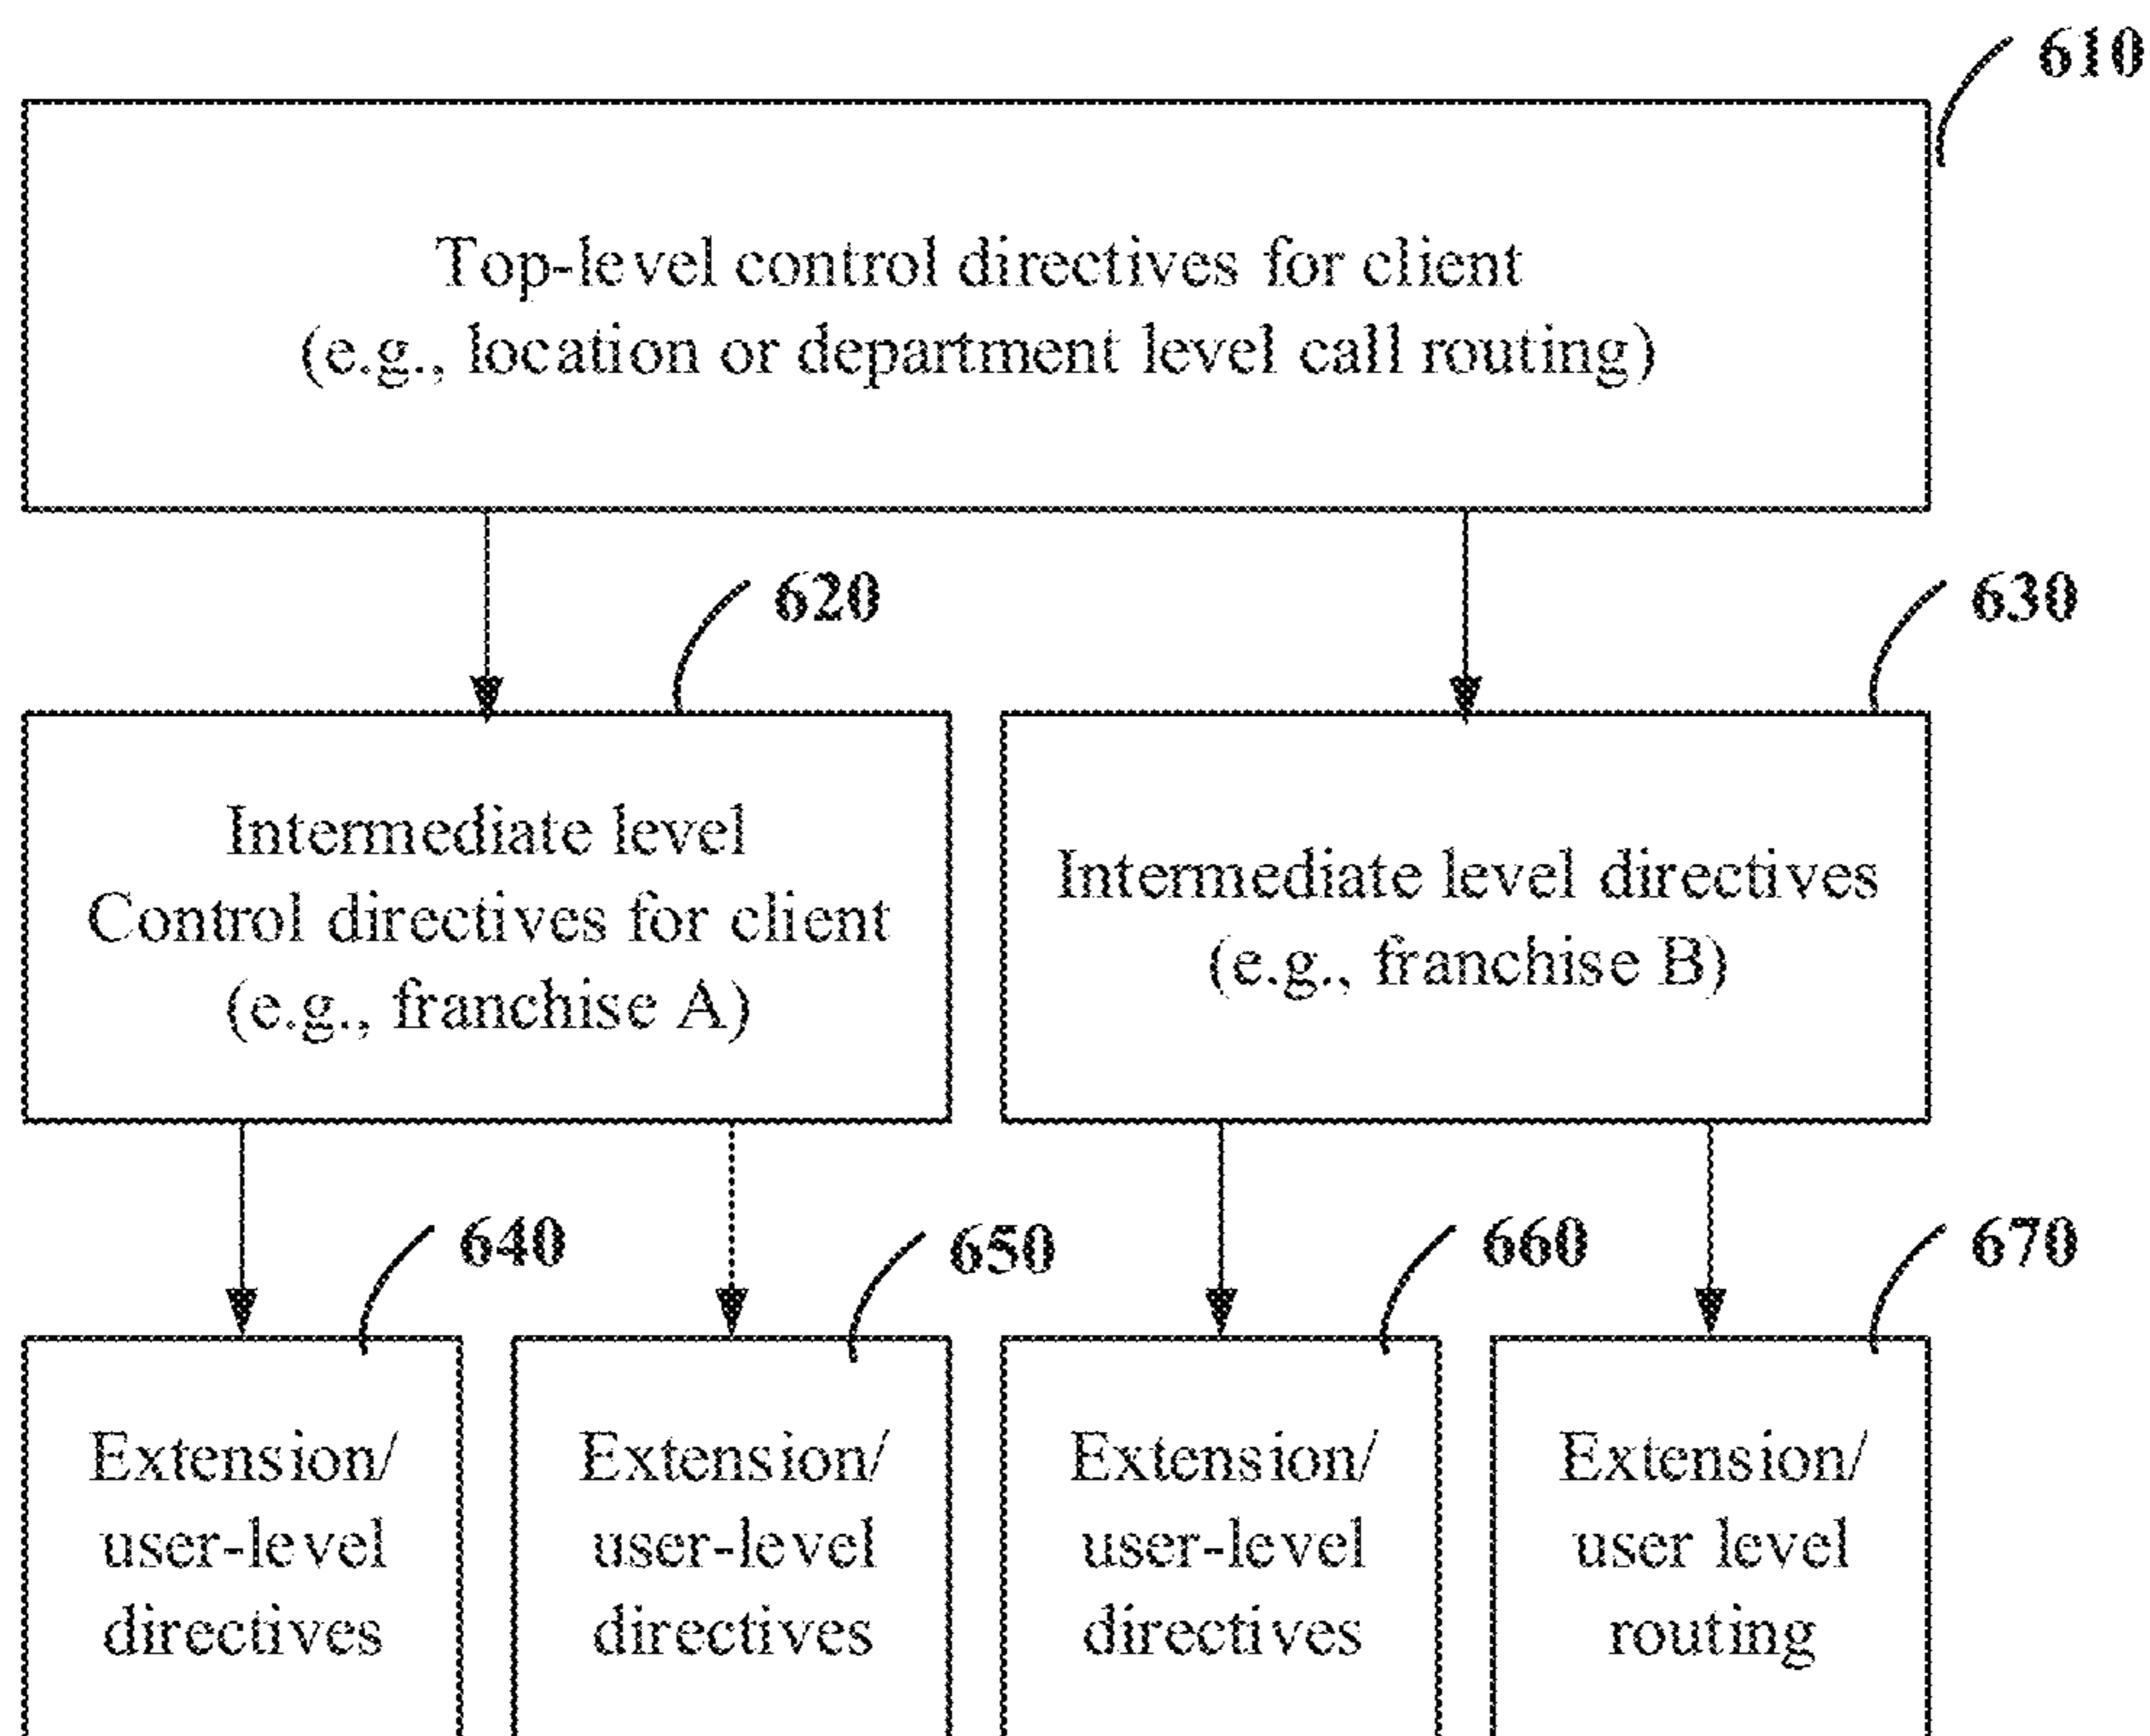 610
Top-level control directives for client
(e.g., location or department level call routing)
620
630
Intermediate level
Control directives for client
(e.g., franchise A)
Intermediate level directives
(e.g., franchise B)
640
650
660
670
Extension/
user-level
directives
Extension/
user-level
directives
Extension/
user-level
directives
Extension/
user level
routing